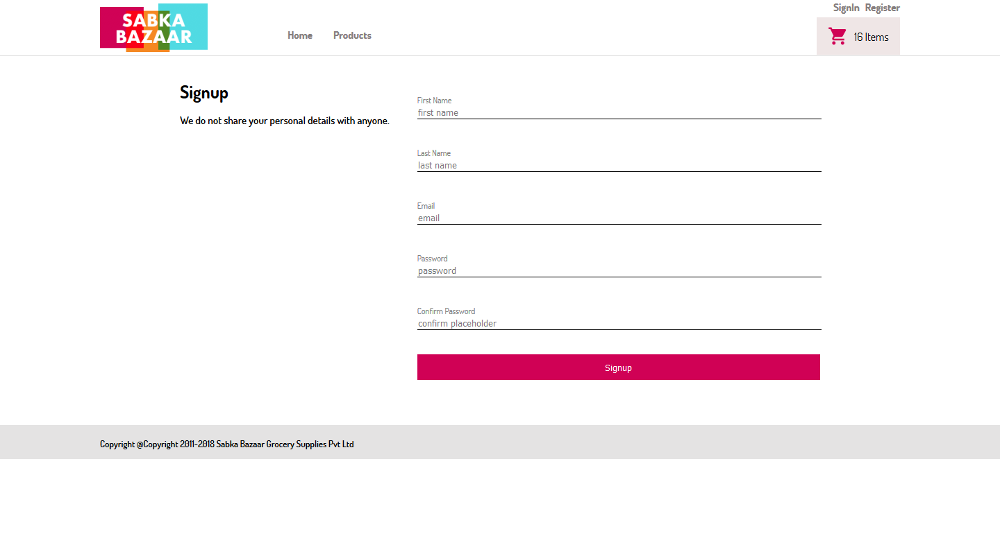 SABKA
BAZAAR
Home
Products
SignIn Register
16 Items
Signup
We do not share your personal details with anyone.
First Name
first name
Last Name
last name
Email
email
Password
password
Confirm Password
confirm placeholder
Signup
Copyright @Copyright 2011-2018 Sabka Bazaar Grocery Supplies Pvt Ltd